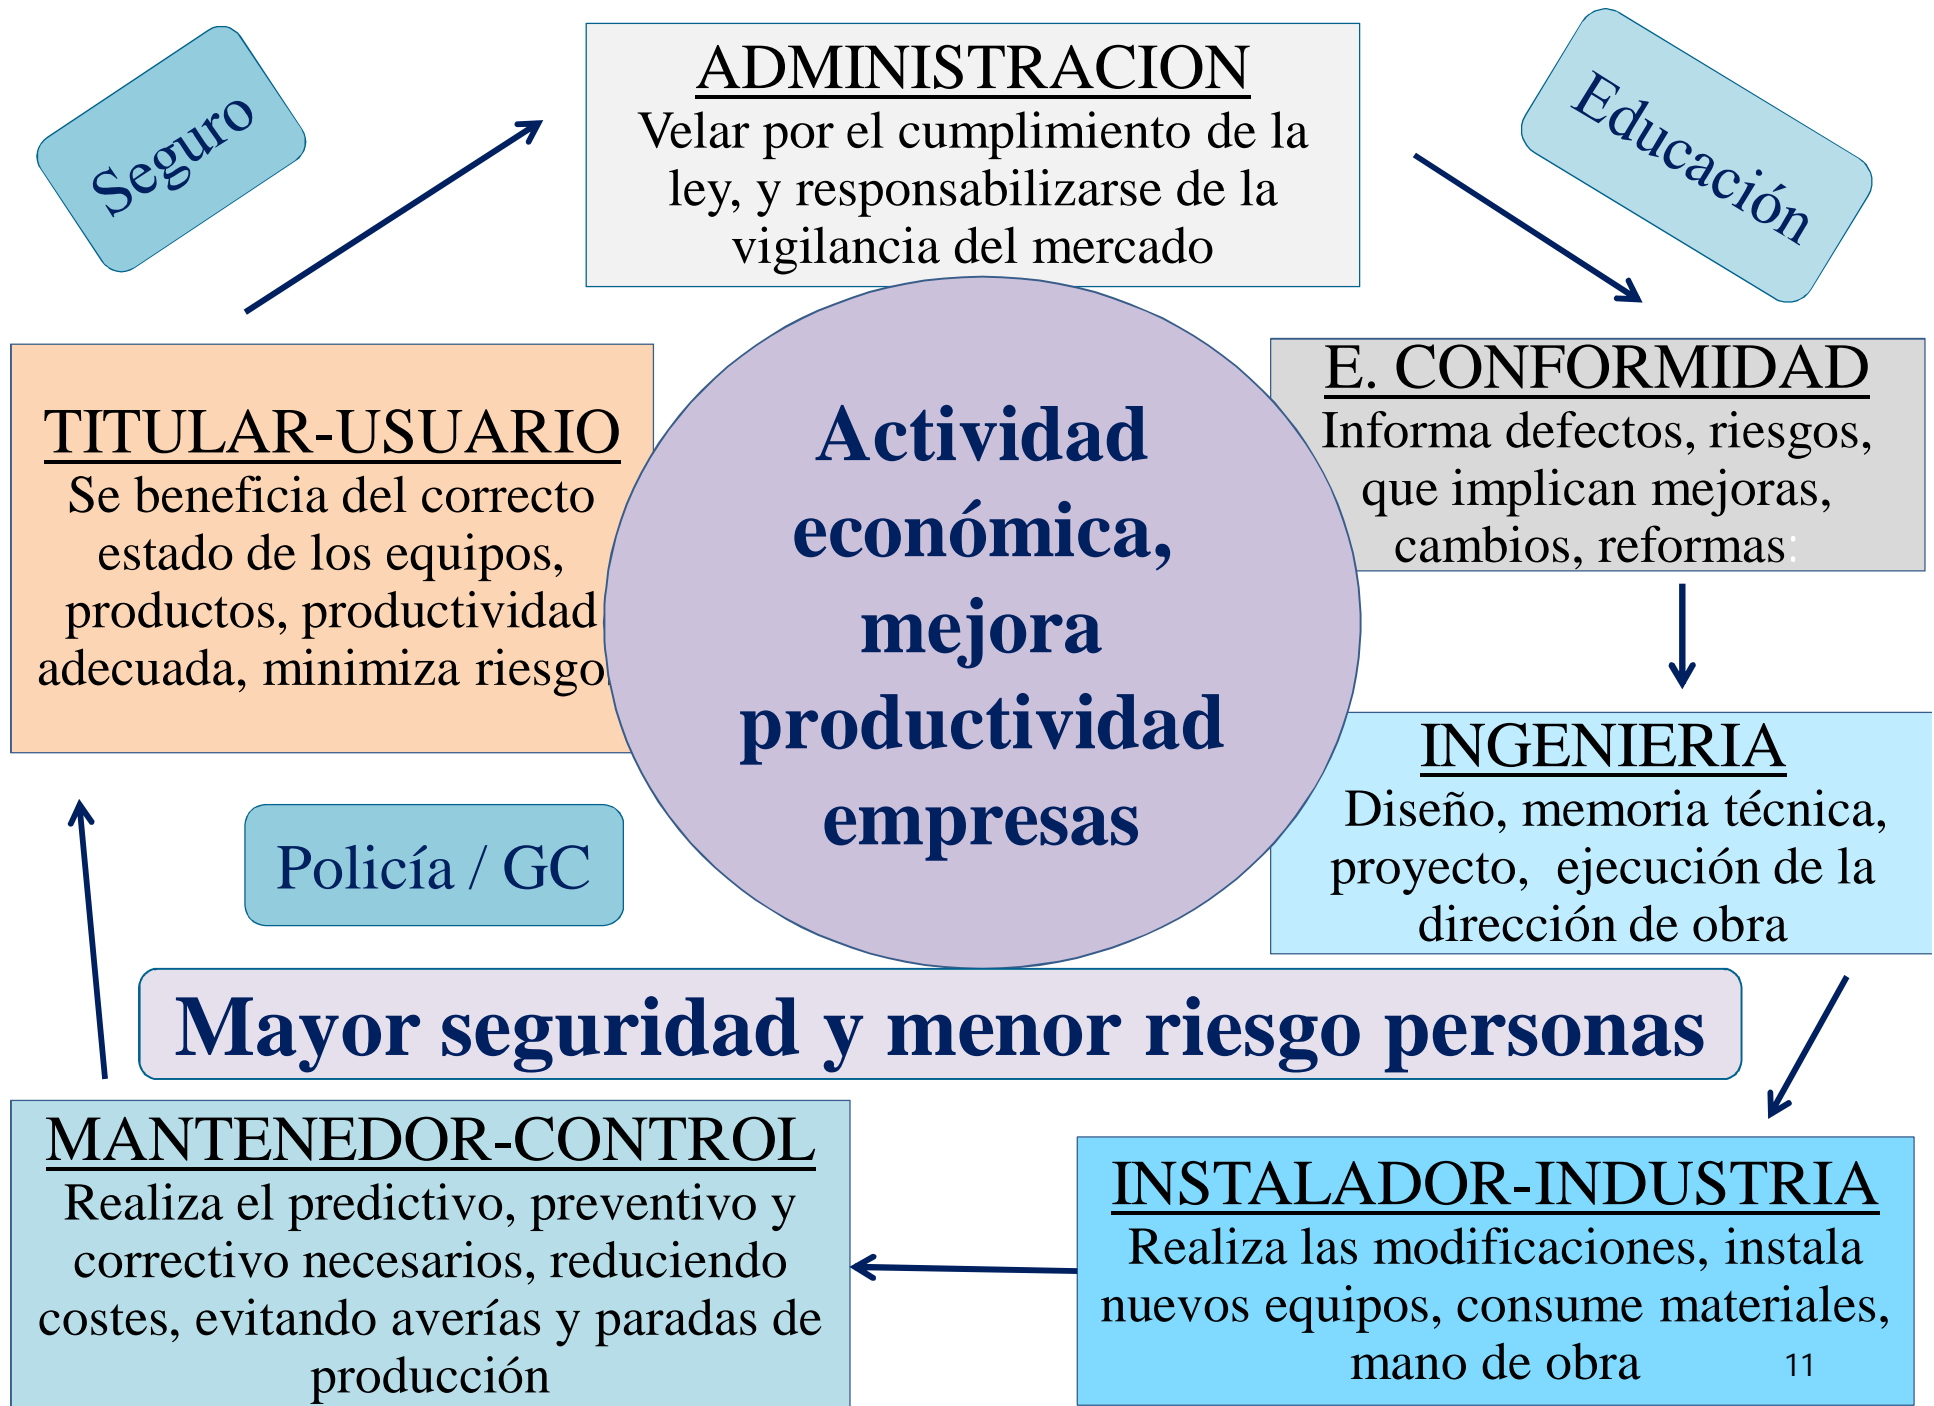 Seguro
ADMINISTRACION
Velar por el cumplimiento de la
ley, y responsabilizarse de la
vigilancia del mercado
Educación
TITULAR-USUARIO
Se beneficia del correcto
estado de los equipos,
productos, productividad
adecuada, minimiza riesgo
Actividad
económica,
mejora
productividad
empresas
E. CONFORMIDAD
Informa defectos, riesgos,
que implican mejoras,
cambios, reformas:
INGENIERIA
Diseño, memoria técnica,
proyecto, ejecución de la
dirección de obra
Policía / GC
Mayor seguridad y menor riesgo personas
MANTENEDOR-CONTROL
Realiza el predictivo, preventivo y
correctivo necesarios, reduciendo
costes, evitando averías y paradas de
producción
INSTALADOR-INDUSTRIA
Realiza las modificaciones, instala
nuevos equipos, consume materiales,
mano de obra
11